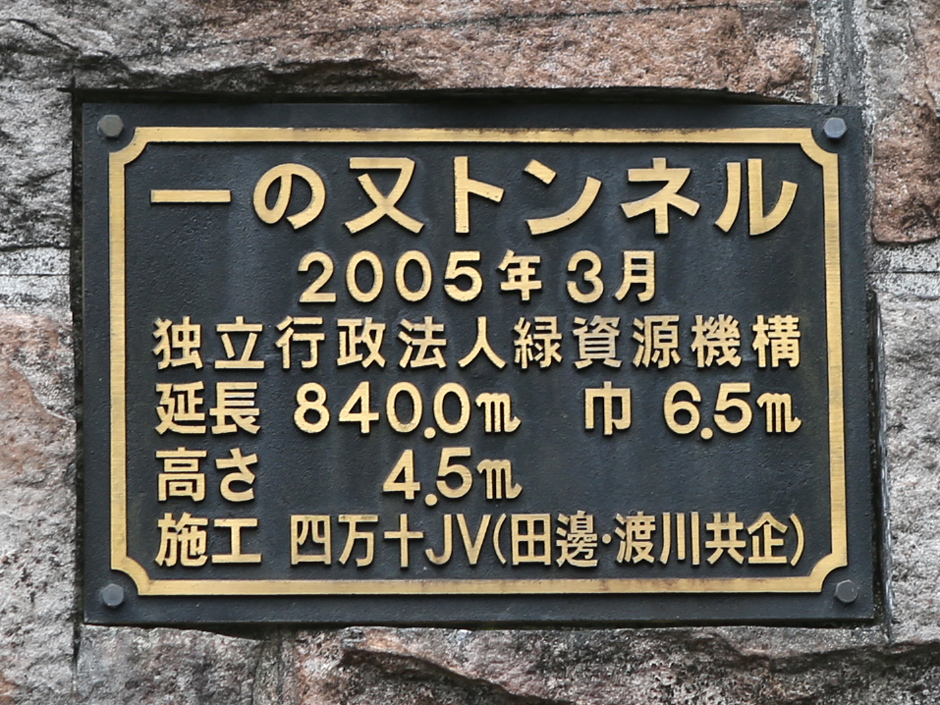 一の又トンネル
2005年3月
独立行政法人緑資源機構
延長 840.0m 巾 6.5m
高さ 4.5m
施工 四万十JV(田邊・渡川共企)